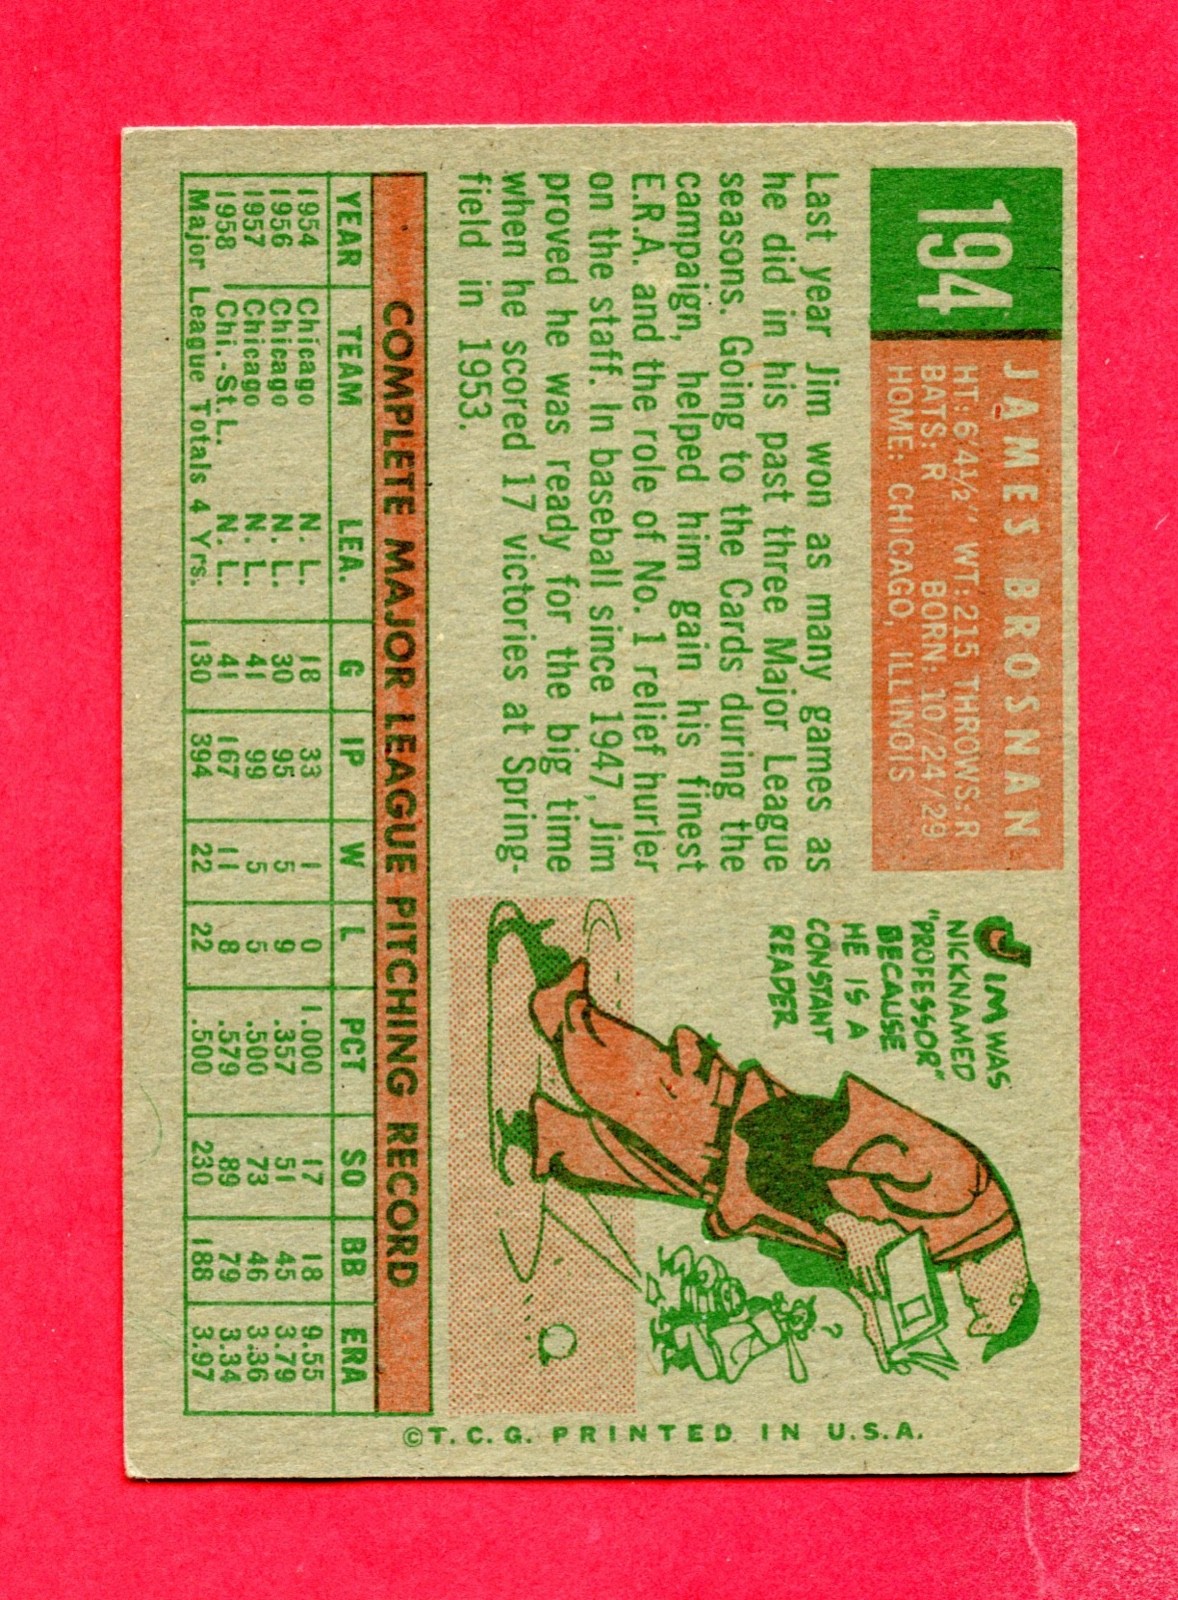 194
JAMES BROSNAN
HT: 6/4½" WT: 215 THROWS: R
BATS: R BORN: 10/24/29
HOME: CHICAGO, ILLINOIS
Last year Jim won as many games as
he did in his past three Major League
seasons. Going to the Cards during the
campaign, helped him gain his finest
E.R.A. and the role of No. 1 relief hurler
on the staff. In baseball since 1947, Jim
proved he was ready for the big time
when he scored 17 victories at Spring-
field in 1953.
JIM WAS
NICKNAMED
"PROFESSOR"
BECAUSE
HE IS A
CONSTANT
READER
?
COMPLETE MAJOR LEAGUE PITCHING RECORD
YEAR TEAM LEA. G IP W L PCT SO BB ERA
1954 Chicago N. L. 18 33 1 0 1.000 17 18 9.55
1956 Chicago N. L. 30 95 5 9 .357 51 45 3.79
1957 Chicago N. L. 41 99 5 5 .500 73 46 3.36
1958 Chi.-St.L. N. L. 41 167 11 8 .579 89 79 3.34
Major League Totals 4 Yrs. 130 394 22 22 .500 230 188 3.97
©T.C.G. PRINTED IN U.S.A.